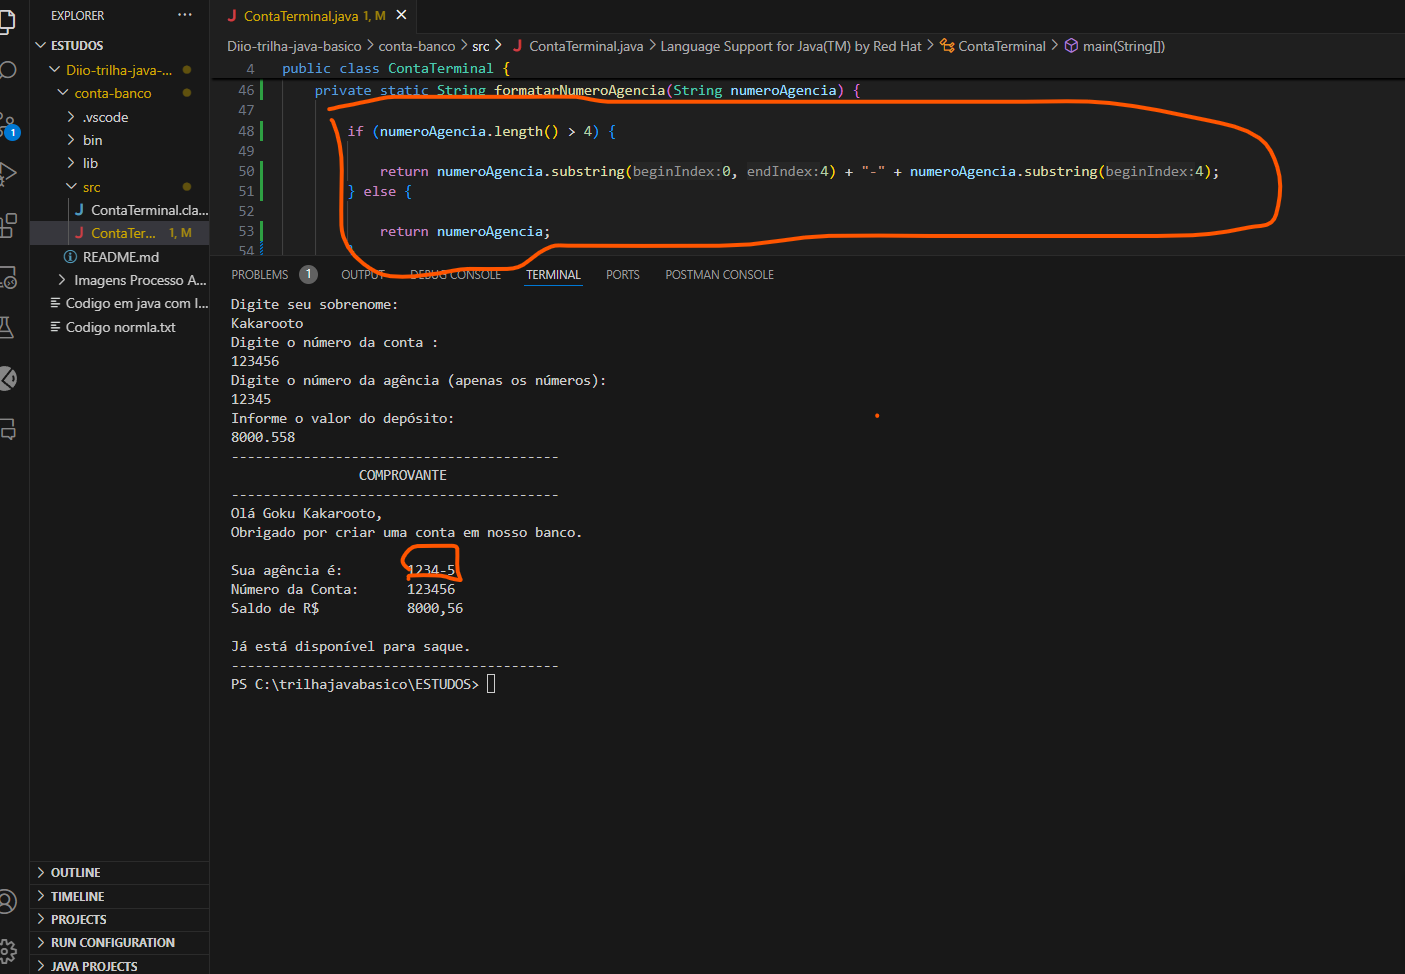 EXPLORER ...
ESTUDOS
Diio-trilha-java-...
conta-banco
.vscode
bin
lib
src
ContaTerminal.cla...
ContaTer... 1, M
README.md
Imagens Processo A...
Codigo em java com I...
Codigo normla.txt
OUTLINE
TIMELINE
PROJECTS
RUN CONFIGURATION
JAVA PROJECTS
1
ContaTerminal.java 1, M
Diio-trilha-java-basico > conta-banco > src > ContaTerminal.java > Language Support for Java(TM) by Red Hat > ContaTerminal > main(String[])
4 public class ContaTerminal {
46 private static String formatarNumeroAgencia(String numeroAgencia) {
47
48 if (numeroAgencia.length() > 4) {
49
50 return numeroAgencia.substring(beginIndex:0, endIndex:4) + "-" + numeroAgencia.substring(beginIndex:4);
51 } else {
52
53 return numeroAgencia;
54
PROBLEMS 1 OUTPUT DEBUG CONSOLE TERMINAL PORTS POSTMAN CONSOLE
Digite seu sobrenome:
Kakarooto
Digite o número da conta :
123456
Digite o número da agência (apenas os números):
12345
Informe o valor do depósito:
8000.558
-----------------------------------------
COMPROVANTE
-----------------------------------------
Olá Goku Kakarooto,
Obrigado por criar uma conta em nosso banco.
Sua agência é: 1234-5
Número da Conta: 123456
Saldo de R$ 8000,56
Já está disponível para saque.
-----------------------------------------
PS C:\trilhajavabasico\ESTUDOS>